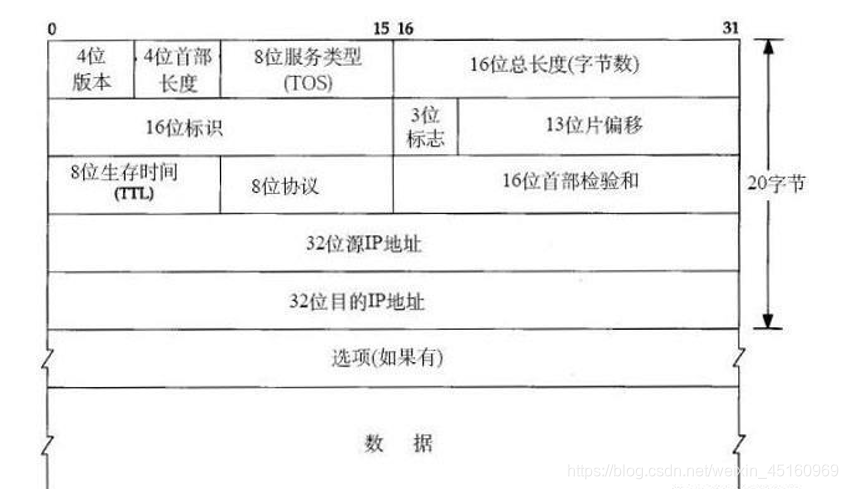 0 15 16 31
4位
版本
4位首部
长度
8位服务类型
(TOS)
16位总长度(字节数)
16位标识
3位
标志
13位片偏移
8位生存时间
(TTL)
8位协议
16位首部检验和
20字节
32位源IP地址
32位目的IP地址
选项(如果有)
数 据
https://blog.csdn.net/weixin_45160969